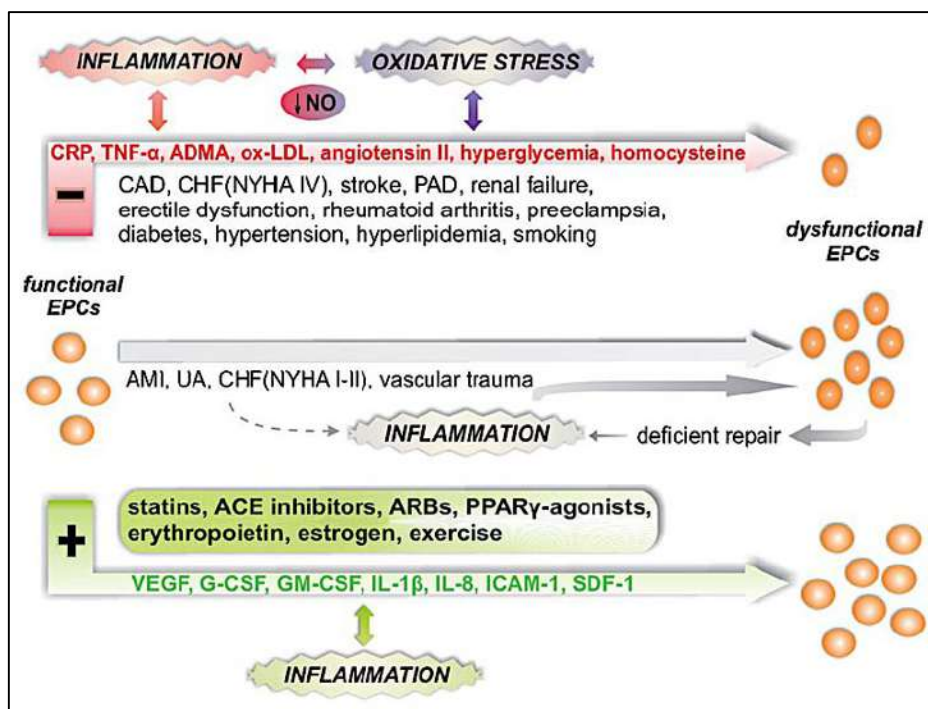 INFLAMMATION
OXIDATIVE STRESS
↓NO
CRP, TNF-α, ADMA, ox-LDL, angiotensin II, hyperglycemia, homocysteine
−
CAD, CHF(NYHA IV), stroke, PAD, renal failure,
erectile dysfunction, rheumatoid arthritis, preeclampsia,
diabetes, hypertension, hyperlipidemia, smoking
dysfunctional
EPCs
functional
EPCs
AMI, UA, CHF(NYHA I-II), vascular trauma
INFLAMMATION
deficient repair
+
statins, ACE inhibitors, ARBs, PPARγ-agonists,
erythropoietin, estrogen, exercise
VEGF, G-CSF, GM-CSF, IL-1β, IL-8, ICAM-1, SDF-1
INFLAMMATION